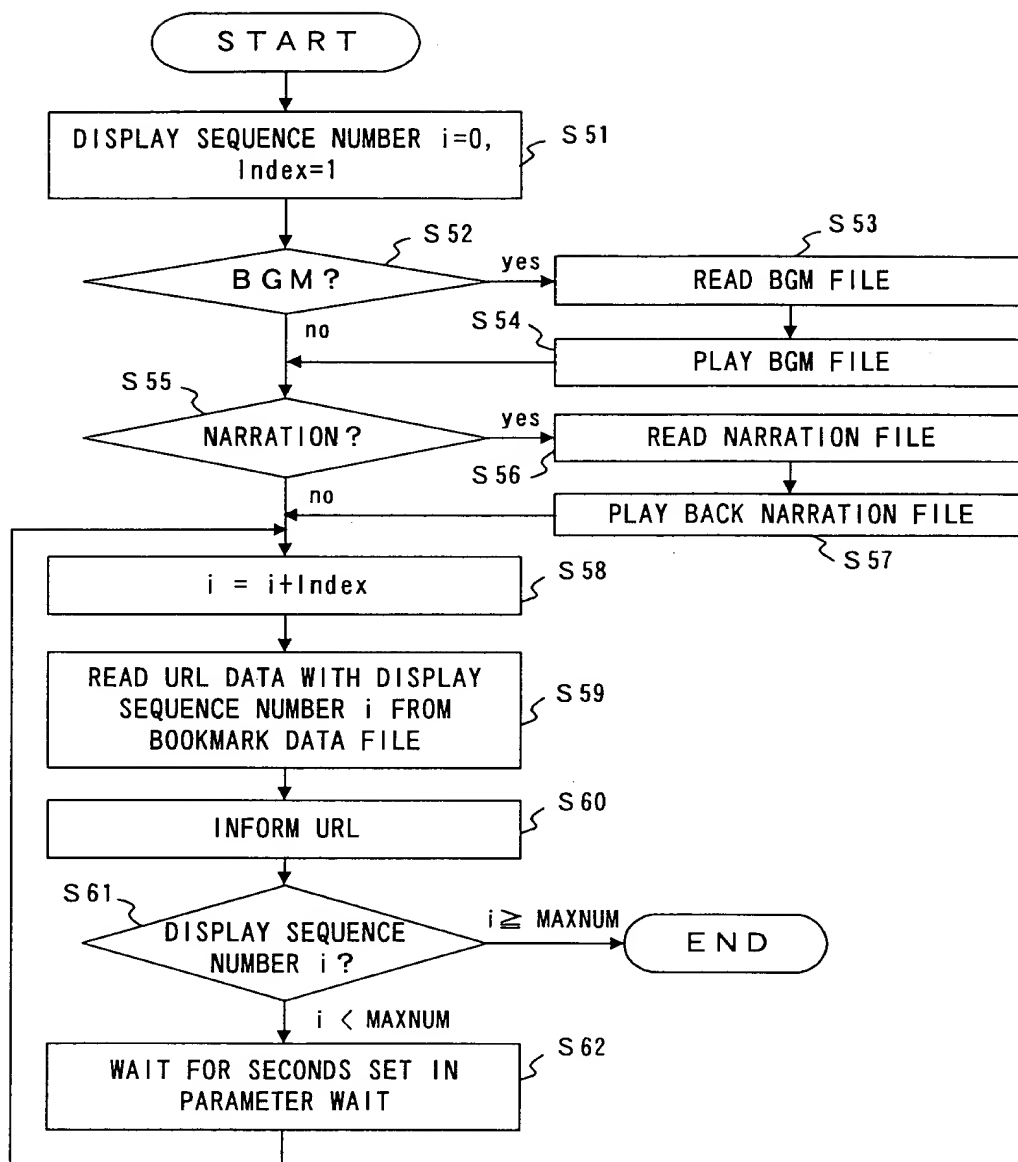 START
DISPLAY SEQUENCE NUMBER i=0,
Index=1
S51
BGM?
S52
yes
no
READ BGM FILE
S53
S54
PLAY BGM FILE
S55
NARRATION?
yes
no
READ NARRATION FILE
S56
PLAY BACK NARRATION FILE
S57
i = i+Index
S58
READ URL DATA WITH DISPLAY
SEQUENCE NUMBER i FROM
BOOKMARK DATA FILE
S59
INFORM URL
S60
S61
DISPLAY SEQUENCE
NUMBER i?
i≧ MAXNUM
END
i < MAXNUM
WAIT FOR SECONDS SET IN
PARAMETER WAIT
S62